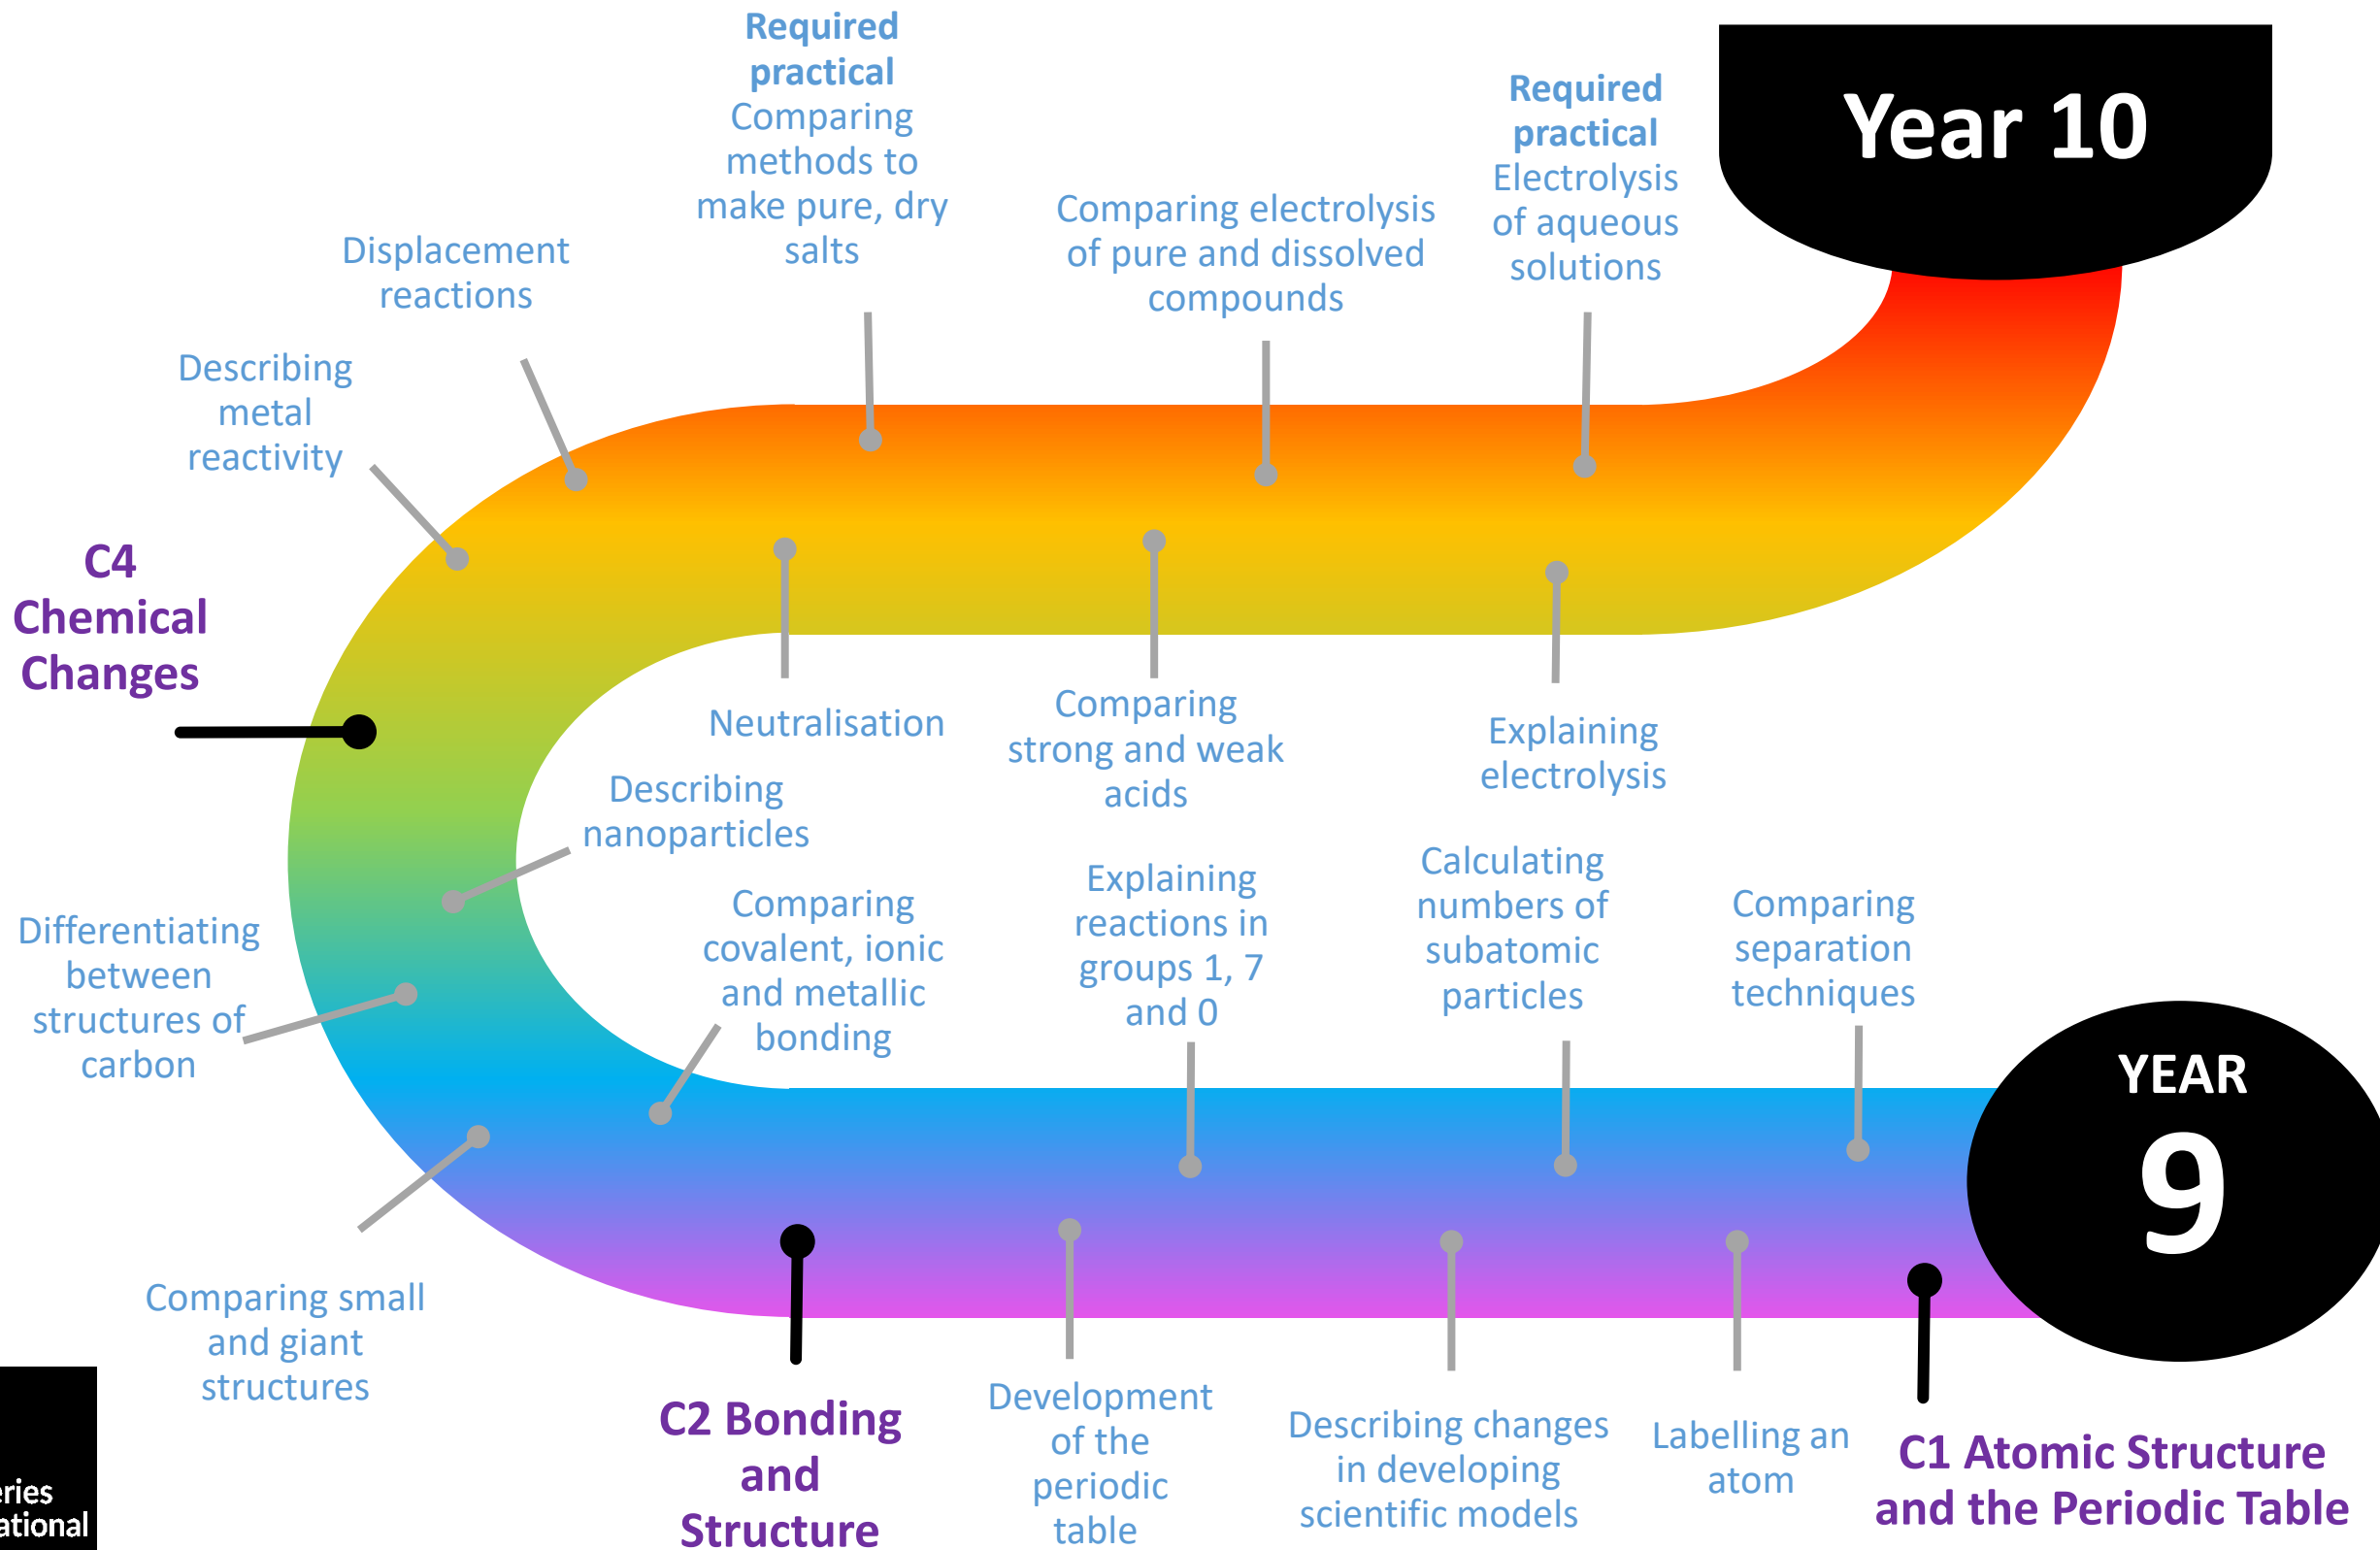 Required
practical
Comparing
methods to
make pure, dry
salts
Required
practical
Electrolysis
of aqueous
solutions
Year 10
Comparing electrolysis
of pure and dissolved
compounds
Displacement
reactions
Describing
metal
reactivity
C4
Chemical
Changes
Neutralisation
Comparing
strong and weak
acids
Explaining
electrolysis
Describing
nanoparticles
Differentiating
between
structures of
carbon
Comparing
covalent, ionic
and metallic
bonding
Explaining
reactions in
groups 1, 7
and 0
Calculating
numbers of
subatomic
particles
Comparing
separation
techniques
YEAR
9
Comparing small
and giant
structures
C2 Bonding
and
Structure
Development
of the
periodic
table
Describing changes
in developing
scientific models
Labelling an
atom
C1 Atomic Structure
and the Periodic Table